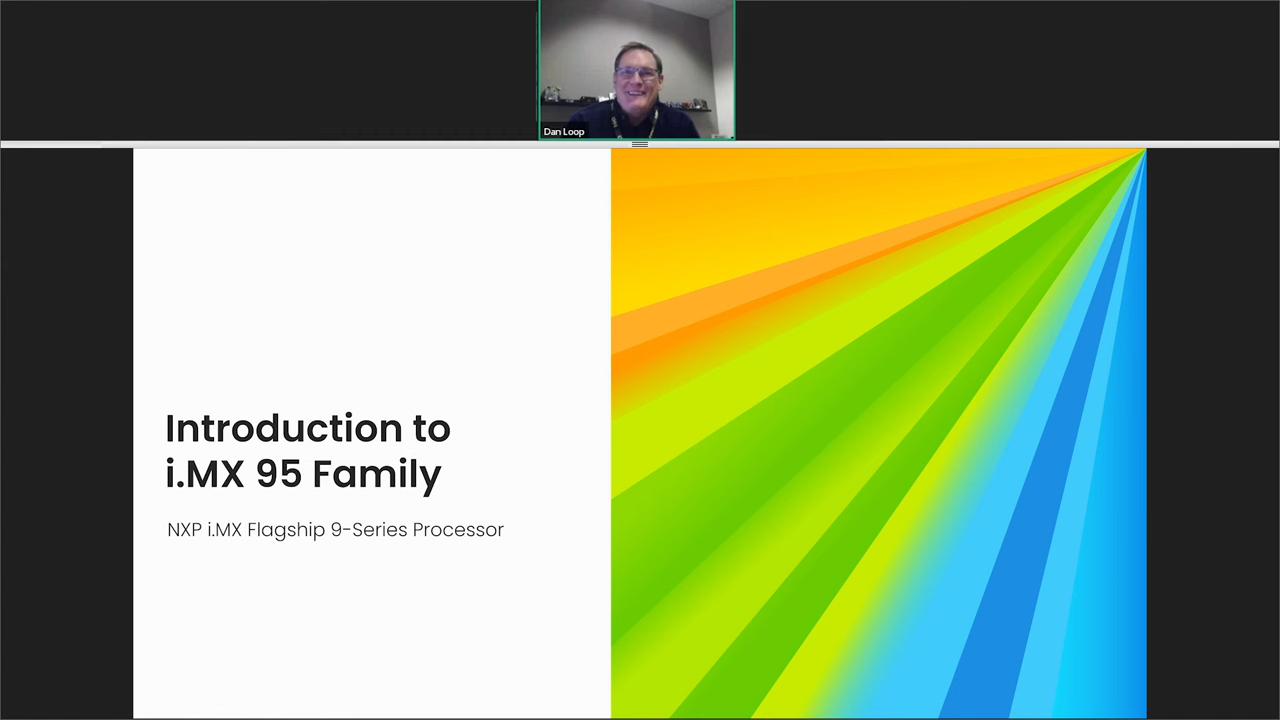 Dan Loop
Introduction to
i.MX 95 Family
NXP i.MX Flagship 9-Series Processor